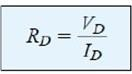 R_D = V_D / I_D